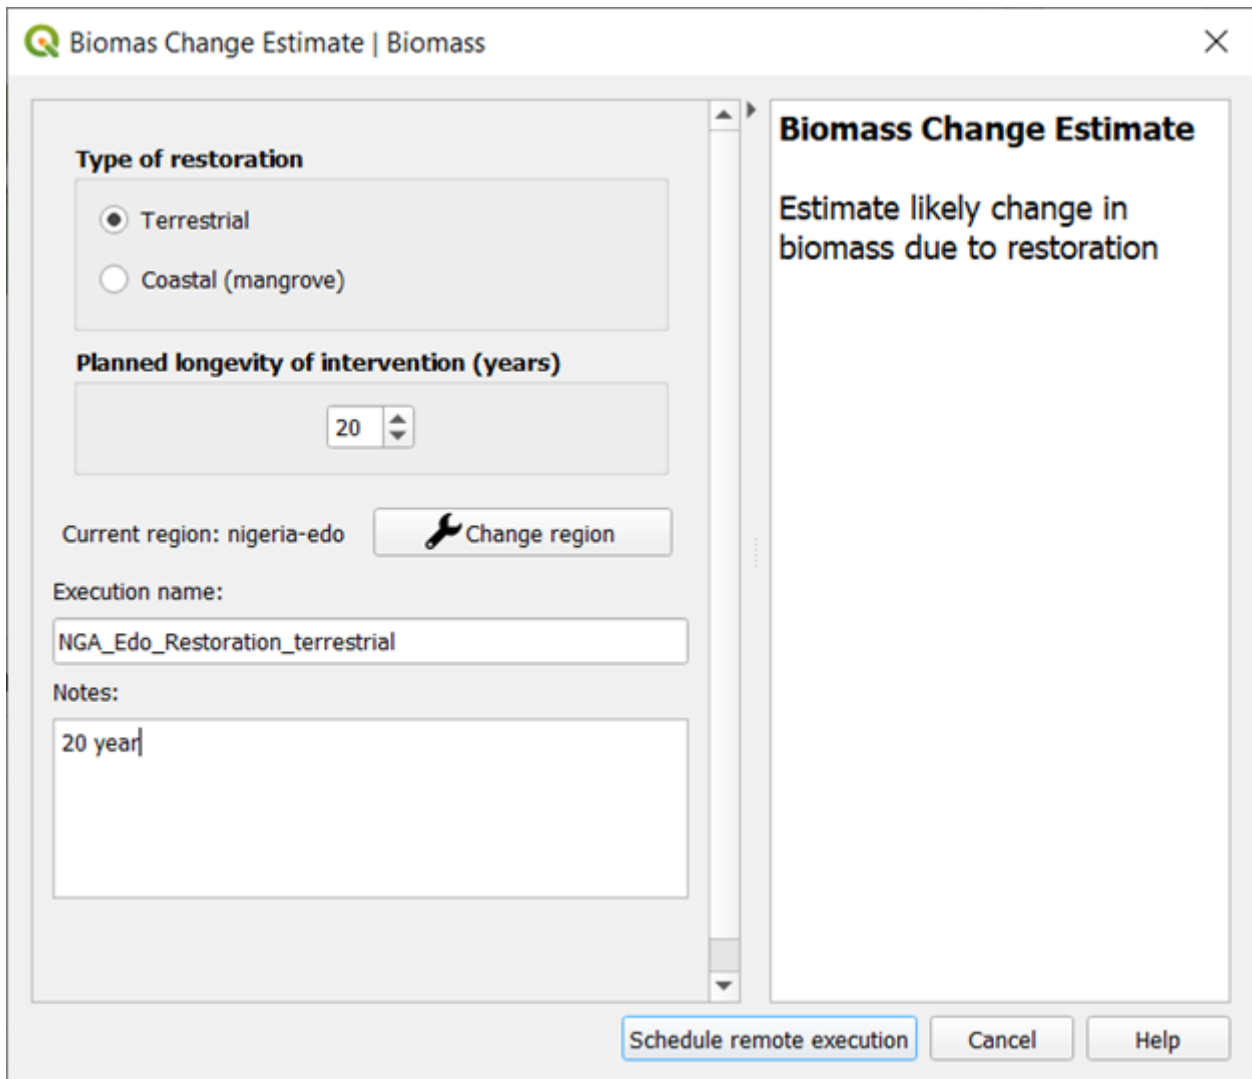 Biomas Change Estimate | Biomass
Type of restoration
Terrestrial
Coastal (mangrove)
Planned longevity of intervention (years)
20
Current region: nigeria-edo
Change region
Execution name:
NGA_Edo_Restoration_terrestrial
Notes:
20 year
Biomass Change Estimate
Estimate likely change in
biomass due to restoration
Schedule remote execution
Cancel
Help